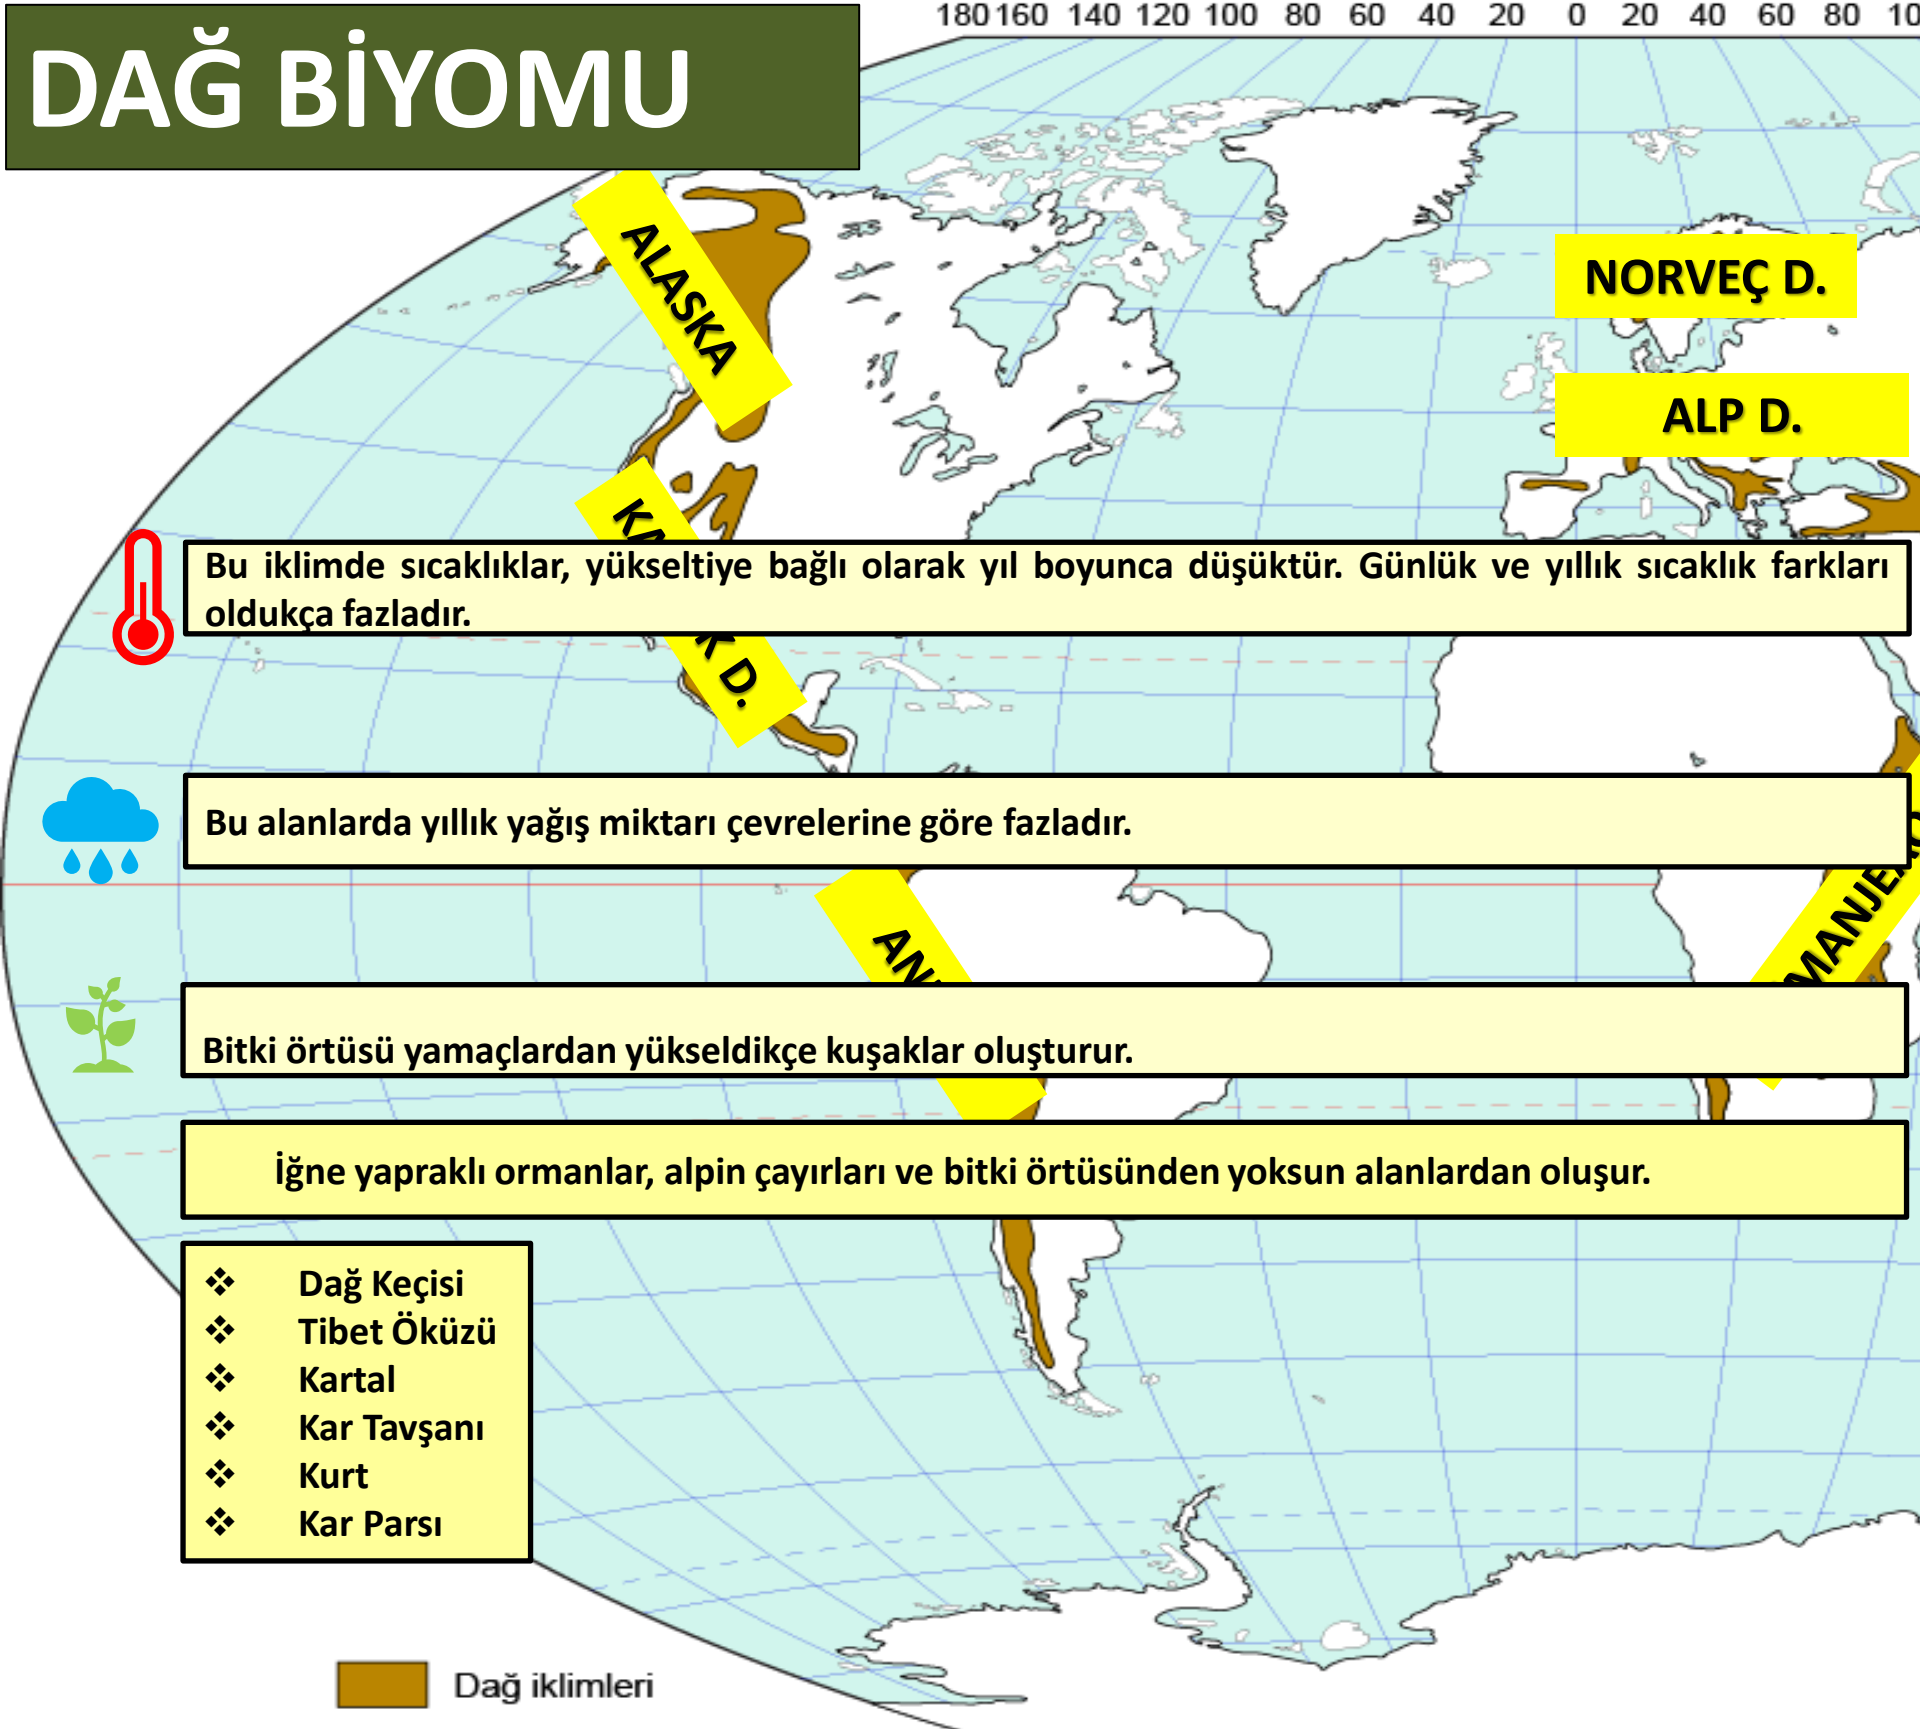 DAĞ BİYOMU
180 160 140 120 100 80 60 40 20 0 20 40 60 80
ALASKA
NORVEÇ D.
ALP D.
Bu iklimde sıcaklıklar, yükseltiye bağlı olarak yıl boyunca düşüktür. Günlük ve yıllık sıcaklık farkları
oldukça fazladır.
D.
Bu alanlarda yıllık yağış miktarı çevrelerine göre fazladır.
Bitki örtüsü yamaçlardan yükseldikçe kuşaklar oluşturur.
İğne yapraklı ormanlar, alpin çayırları ve bitki örtüsünden yoksun alanlardan oluşur.
❖ Dağ Keçisi
❖ Tibet Öküzü
❖ Kartal
❖ Kar Tavşanı
❖ Kurt
❖ Kar Parsı
Dağ iklimleri